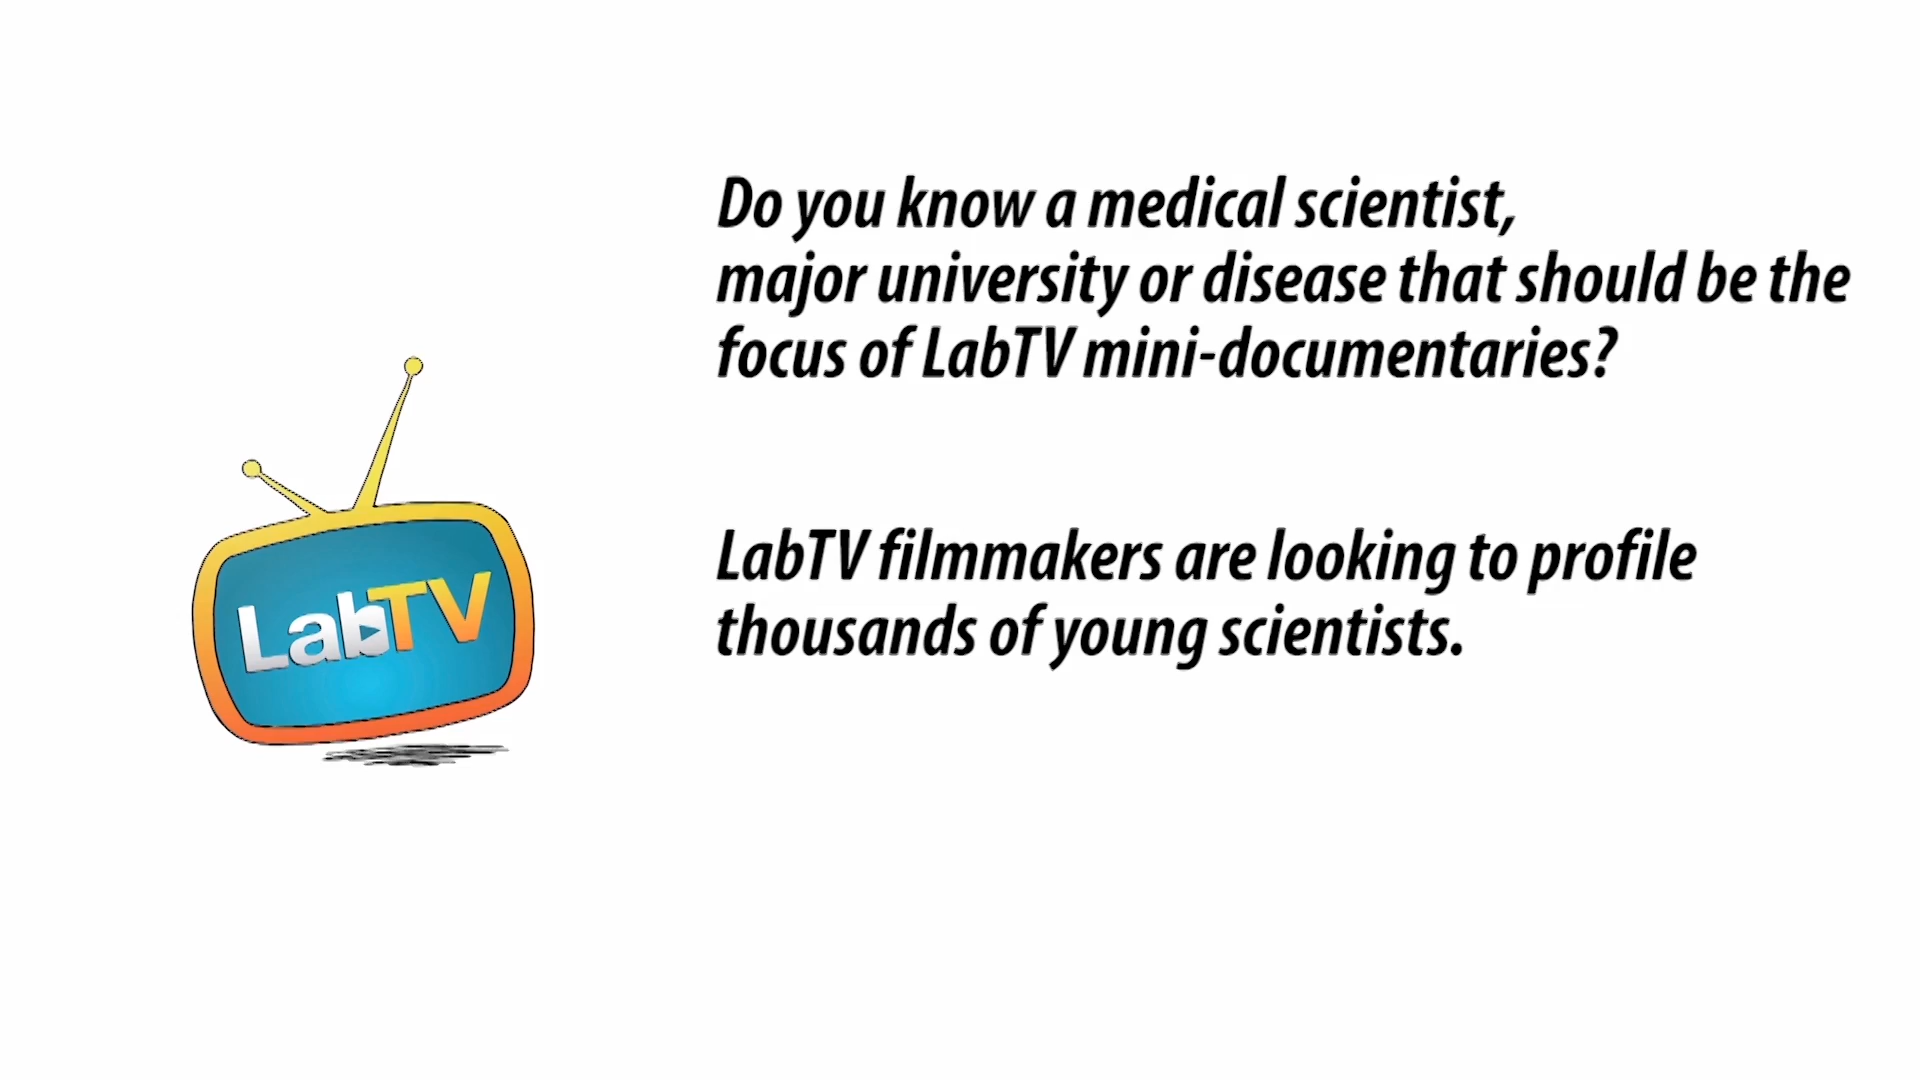 Do you know a medical scientist,
major university or disease that should be the
focus of LabTV mini-documentaries?
LabTV
LabTV filmmakers are looking to profile
thousands of young scientists.